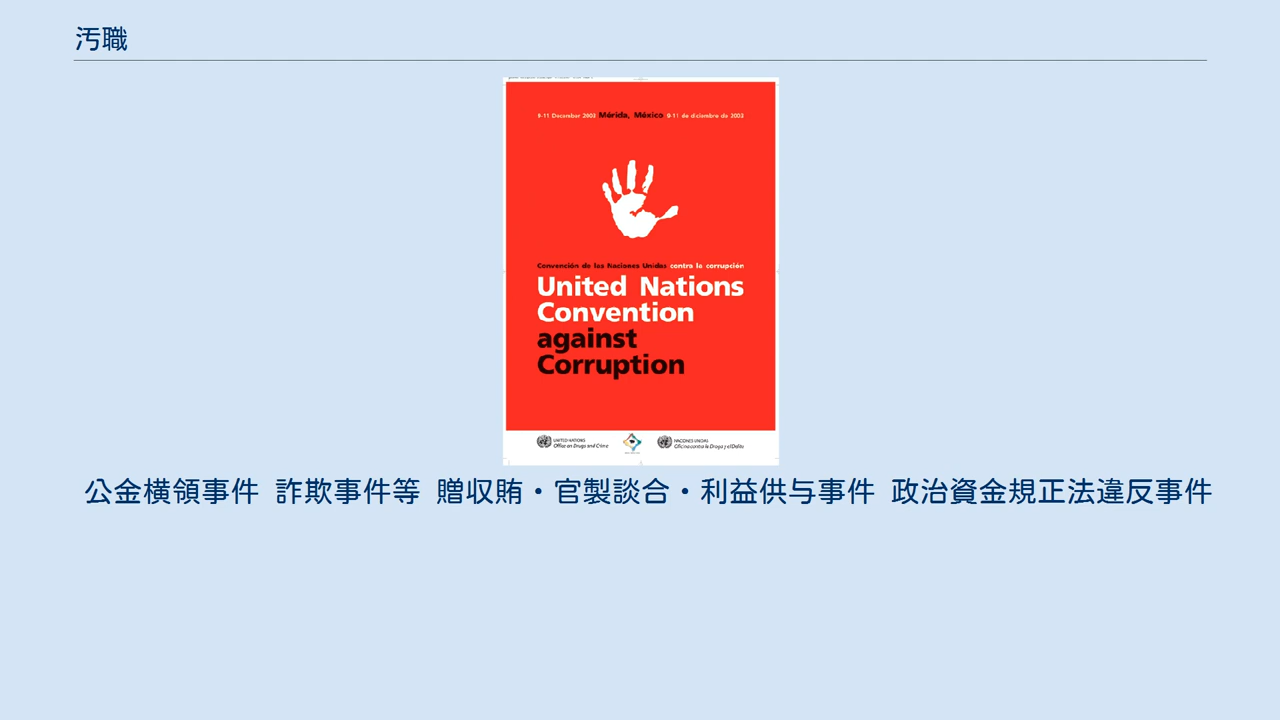 汚職
9-11 December 2003 Mérida, México 9-11 de diciembre de 2003
Convención de las Naciones Unidas contra la corrupción
United Nations
Convention
against
Corruption
UNITED NATIONS
Office on Drugs and Crime
NACIONES UNIDAS
Oficina contra la Droga y el Delito
公金横領事件 詐欺事件等 贈収賄・官製談合・利益供与事件 政治資金規正法違反事件